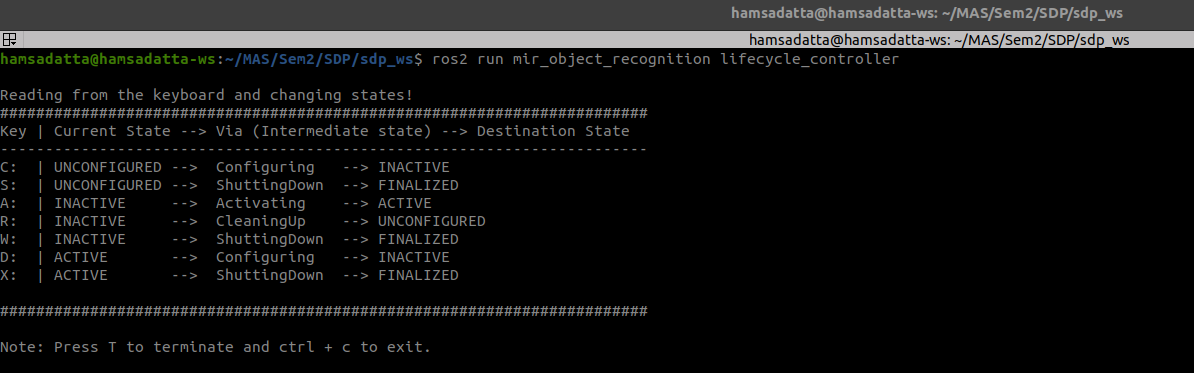 hamsadatta@hamsadatta-ws: ~/MAS/Sem2/SDP/sdp_ws
hamsadatta@hamsadatta-ws: ~/MAS/Sem2/SDP/sdp_ws
hamsadatta@hamsadatta-ws:~/MAS/Sem2/SDP/sdp_ws$ ros2 run mir_object_recognition lifecycle_controller
Reading from the keyboard and changing states!
########################################################################
Key | Current State --> Via (Intermediate state) --> Destination State
------------------------------------------------------------------------
C:  | UNCONFIGURED -->  Configuring   --> INACTIVE
S:  | UNCONFIGURED -->  ShuttingDown  --> FINALIZED
A:  | INACTIVE     -->  Activating    --> ACTIVE
R:  | INACTIVE     -->  CleaningUp    --> UNCONFIGURED
W:  | INACTIVE     -->  ShuttingDown  --> FINALIZED
D:  | ACTIVE       -->  Configuring   --> INACTIVE
X:  | ACTIVE       -->  ShuttingDown  --> FINALIZED
########################################################################
Note: Press T to terminate and ctrl + c to exit.